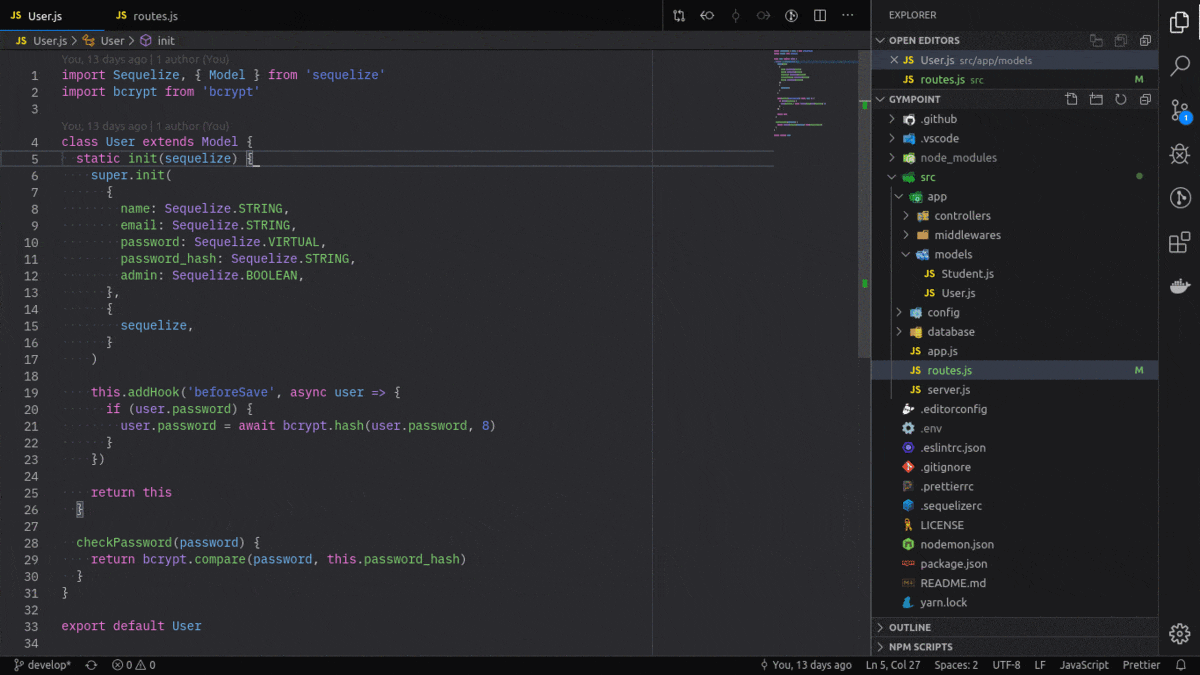 JS User.js
JS routes.js
JS User.js > User > init
You, 13 days ago | 1 author (You)
1 import Sequelize, { Model } from 'sequelize'
2 import bcrypt from 'bcrypt'
3
You, 13 days ago | 1 author (You)
4 class User extends Model {
5 static init(sequelize) {
6 super.init(
7 {
8 name: Sequelize.STRING,
9 email: Sequelize.STRING,
10 password: Sequelize.VIRTUAL,
11 password_hash: Sequelize.STRING,
12 admin: Sequelize.BOOLEAN,
13 },
14 {
15 sequelize,
16 }
17 )
18
19 this.addHook('beforeSave', async user => {
20 if (user.password) {
21 user.password = await bcrypt.hash(user.password, 8)
22 }
23 })
24
25 return this
26 }
27
28 checkPassword(password) {
29 return bcrypt.compare(password, this.password_hash)
30 }
31 }
32
33 export default User
34
EXPLORER
OPEN EDITORS
JS User.js src/app/models
JS routes.js src M
GYMPOINT
.github
.vscode
node_modules
src
app
controllers
middlewares
models
JS Student.js
JS User.js
config
database
JS app.js
JS routes.js M
JS server.js
.editorconfig
.env
.eslintrc.json
.gitignore
.prettierrc
.sequelizerc
LICENSE
nodemon.json
package.json
README.md
yarn.lock
OUTLINE
NPM SCRIPTS
1
develop* 0 0 You, 13 days ago Ln 5, Col 27 Spaces: 2 UTF-8 LF JavaScript Prettier